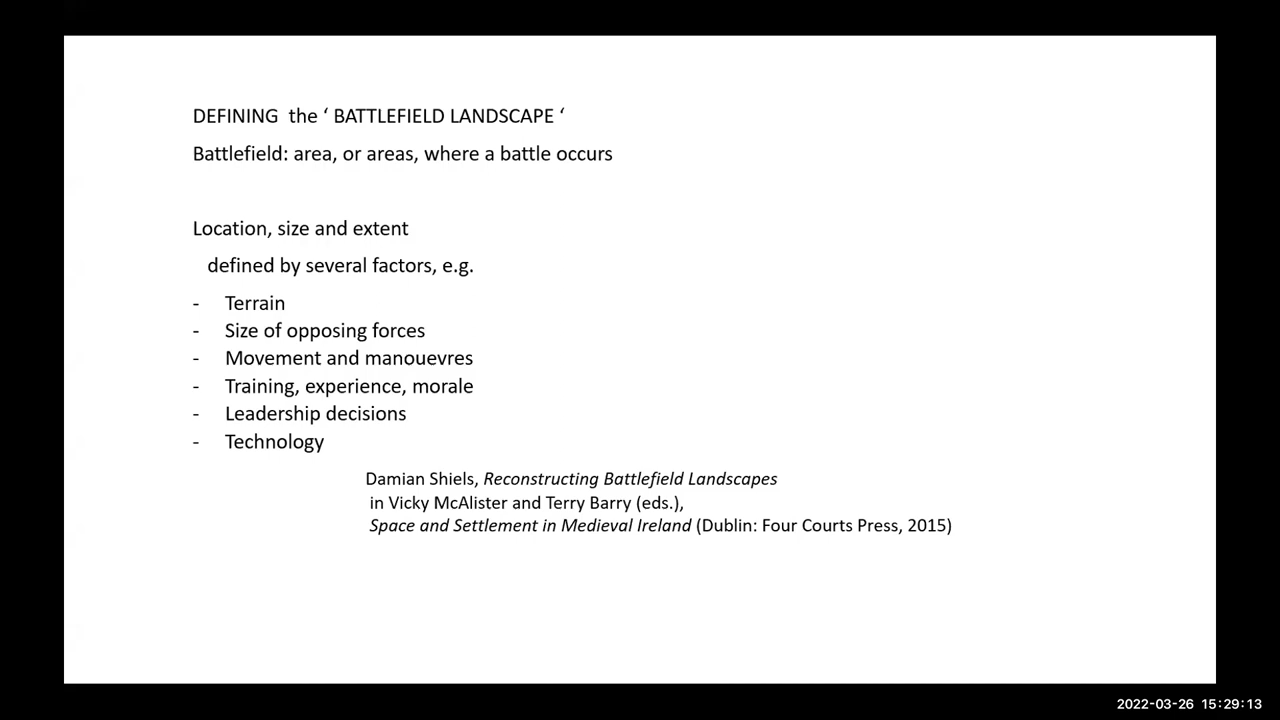 DEFINING  the ‘ BATTLEFIELD LANDSCAPE ‘
Battlefield: area, or areas, where a battle occurs
Location, size and extent
defined by several factors, e.g.
- Terrain
- Size of opposing forces
- Movement and manouevres
- Training, experience, morale
- Leadership decisions
- Technology
Damian Shiels, Reconstructing Battlefield Landscapes
in Vicky McAlister and Terry Barry (eds.),
Space and Settlement in Medieval Ireland (Dublin: Four Courts Press, 2015)
2022-03-26 15:29:13